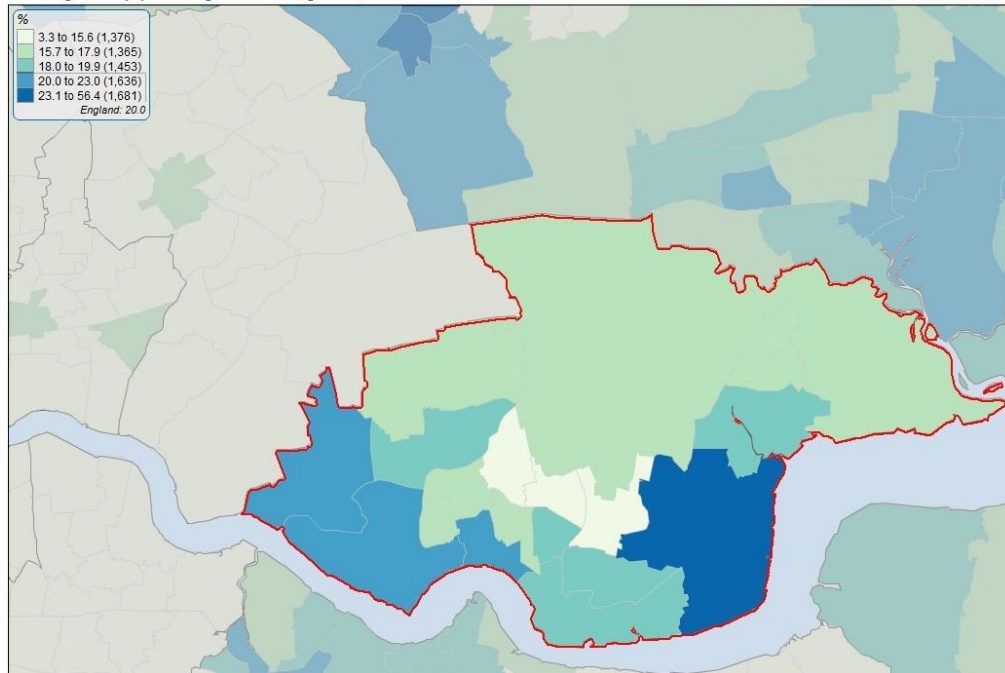 %
3.3 to 15.6 (1,376)
15.7 to 17.9 (1,365)
18.0 to 19.9 (1,453)
20.0 to 23.0 (1,636)
23.1 to 56.4 (1,681)
England: 20.0